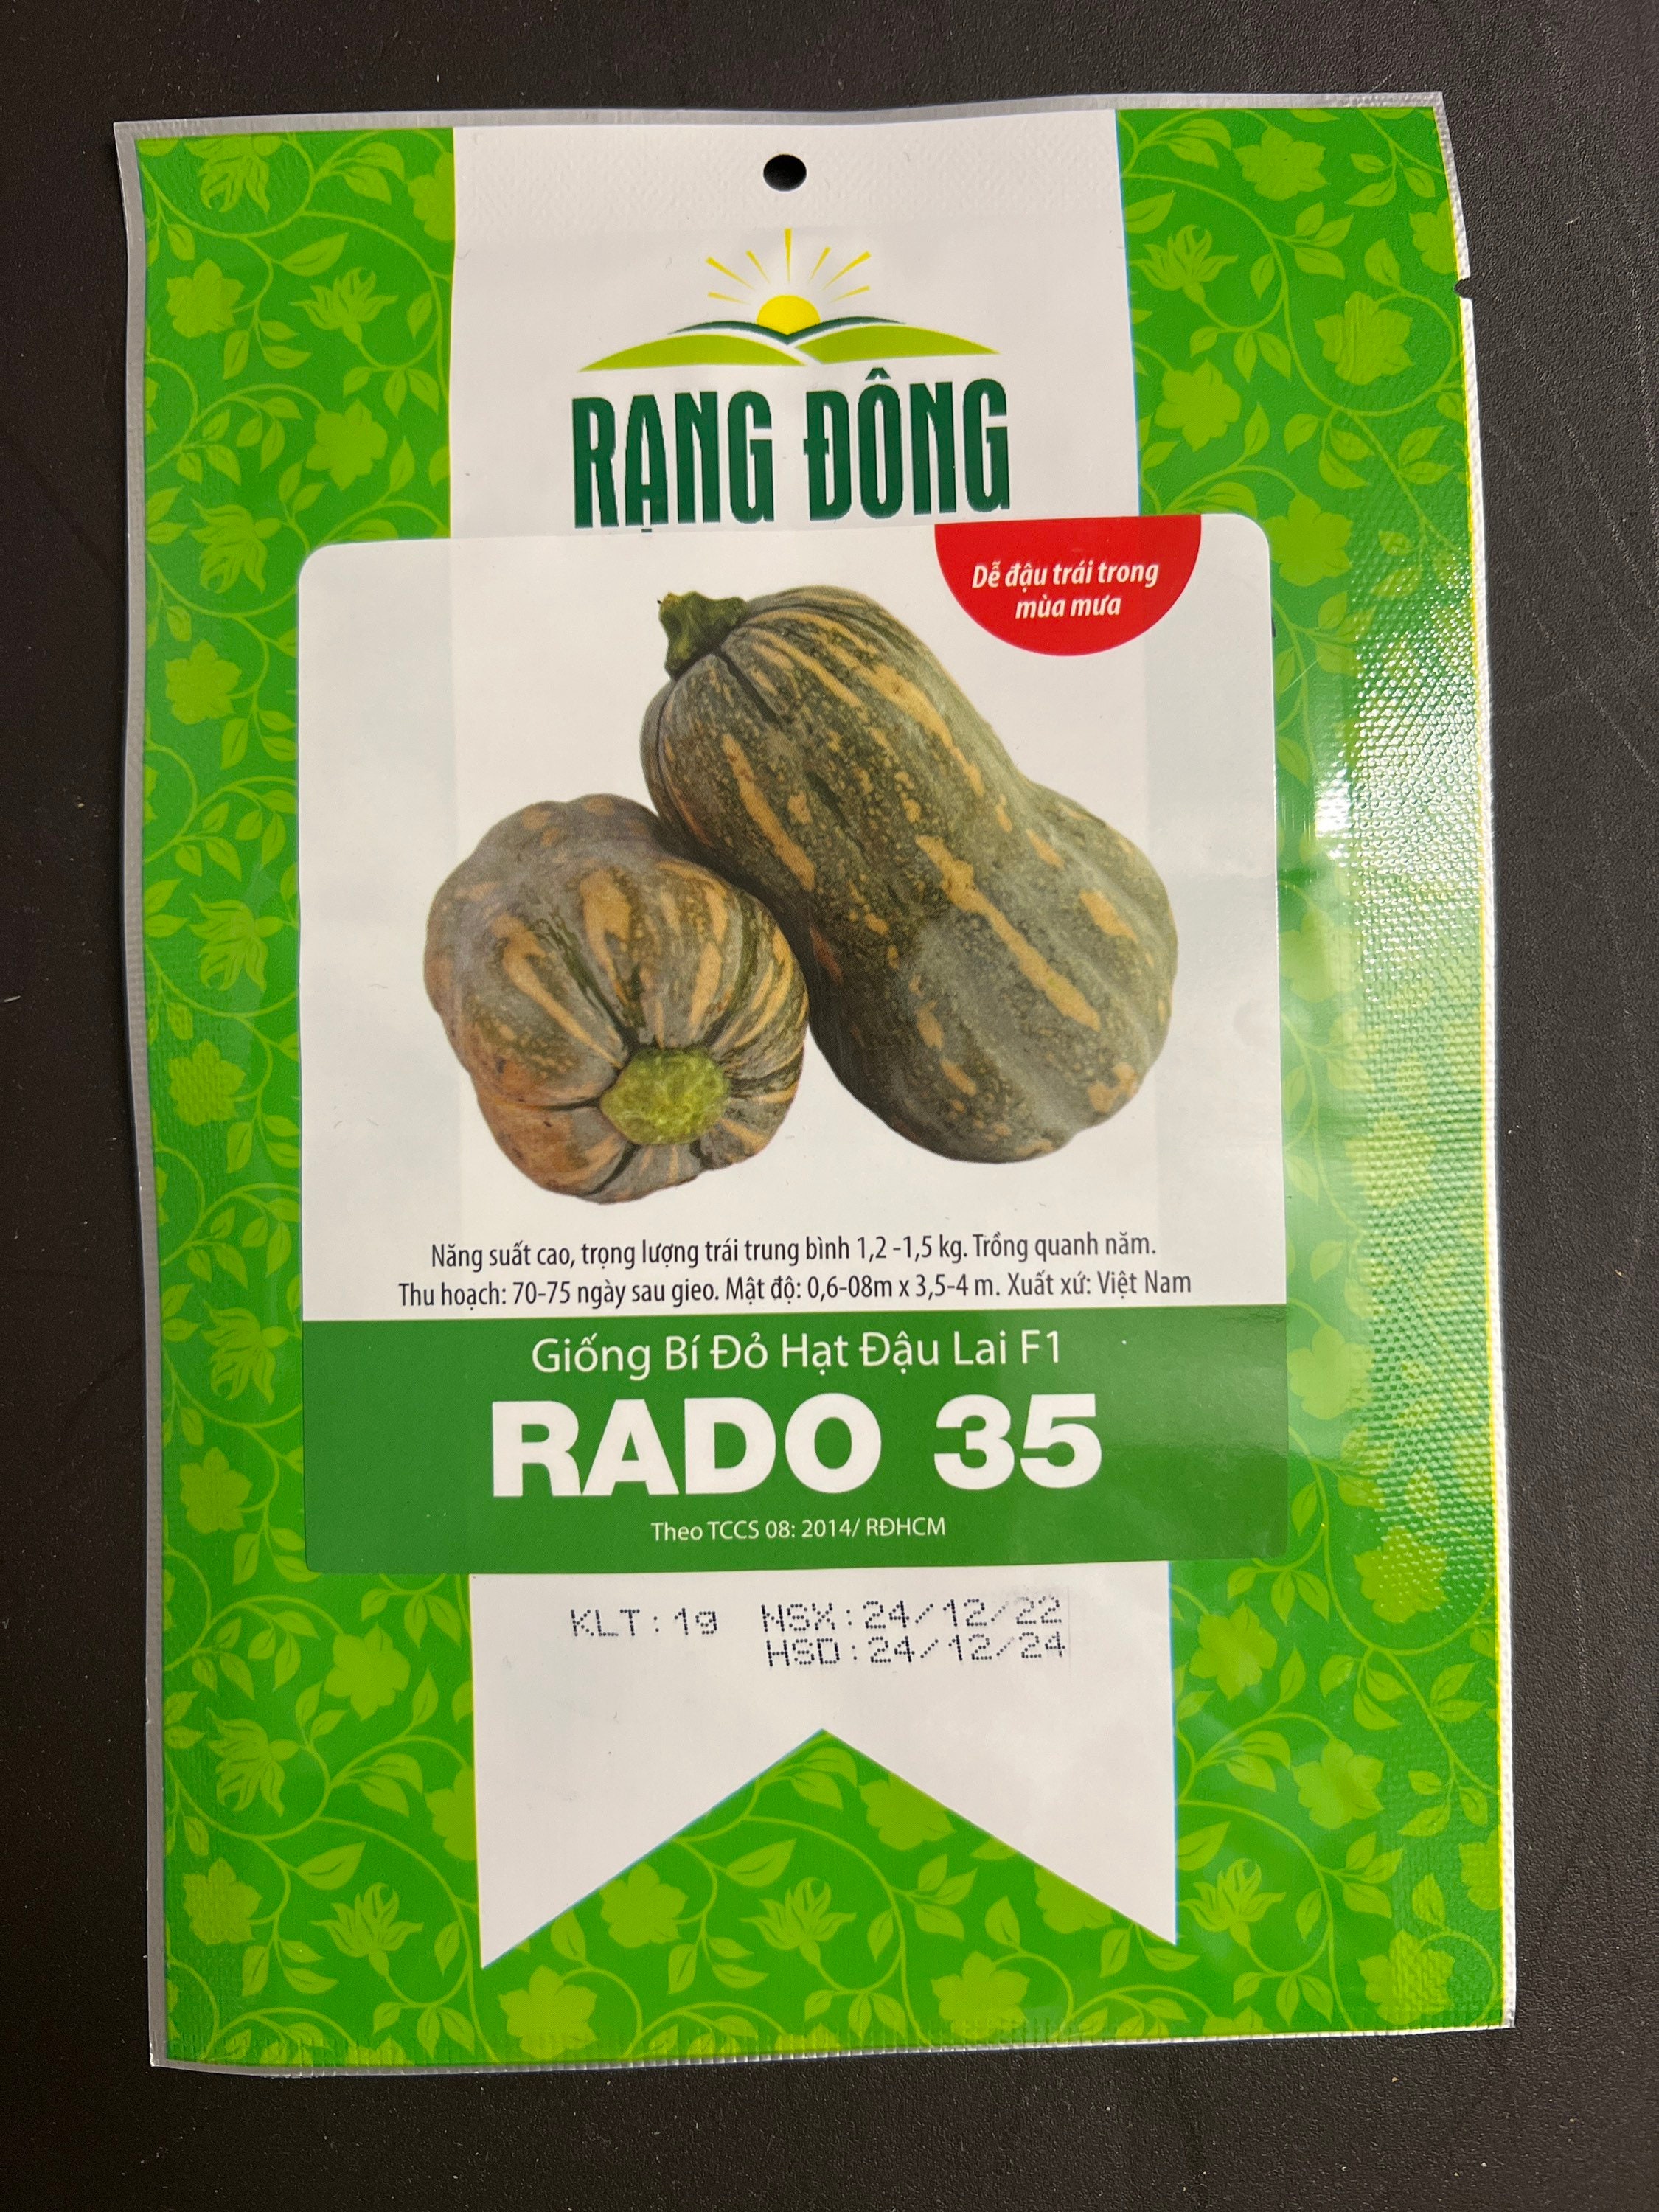 RẠNG ĐÔNG
Dễ đậu trái trong
mùa mưa
Năng suất cao, trọng lượng trái trung bình 1,2 -1,5 kg. Trồng quanh năm.
Thu hoạch: 70-75 ngày sau gieo. Mật độ: 0,6-08m x 3,5-4 m. Xuất xứ: Việt Nam
Giống Bí Đỏ Hạt Đậu Lai F1
RADO 35
Theo TCCS 08: 2014/ RĐHCM
KLT: 1g NSX: 24/12/22
HSD: 24/12/24